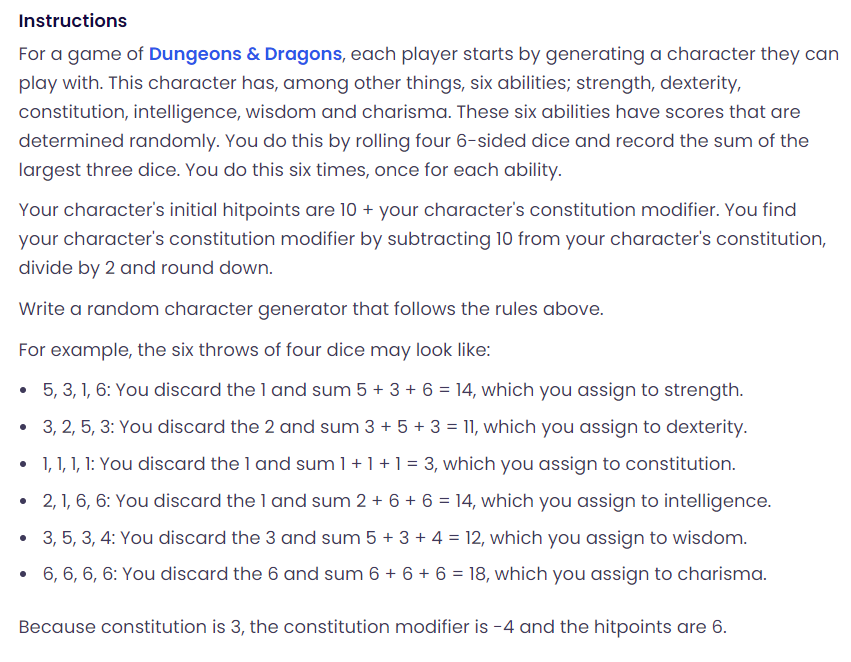 Instructions
For a game of Dungeons & Dragons, each player starts by generating a character they can
play with. This character has, among other things, six abilities; strength, dexterity,
constitution, intelligence, wisdom and charisma. These six abilities have scores that are
determined randomly. You do this by rolling four 6-sided dice and record the sum of the
largest three dice. You do this six times, once for each ability.
Your character's initial hitpoints are 10 + your character's constitution modifier. You find
your character's constitution modifier by subtracting 10 from your character's constitution,
divide by 2 and round down.
Write a random character generator that follows the rules above.
For example, the six throws of four dice may look like:
• 5, 3, 1, 6: You discard the 1 and sum 5 + 3 + 6 = 14, which you assign to strength.
• 3, 2, 5, 3: You discard the 2 and sum 3 + 5 + 3 = 11, which you assign to dexterity.
• 1, 1, 1, 1: You discard the 1 and sum 1 + 1 + 1 = 3, which you assign to constitution.
• 2, 1, 6, 6: You discard the 1 and sum 2 + 6 + 6 = 14, which you assign to intelligence.
• 3, 5, 3, 4: You discard the 3 and sum 5 + 3 + 4 = 12, which you assign to wisdom.
• 6, 6, 6, 6: You discard the 6 and sum 6 + 6 + 6 = 18, which you assign to charisma.
Because constitution is 3, the constitution modifier is -4 and the hitpoints are 6.